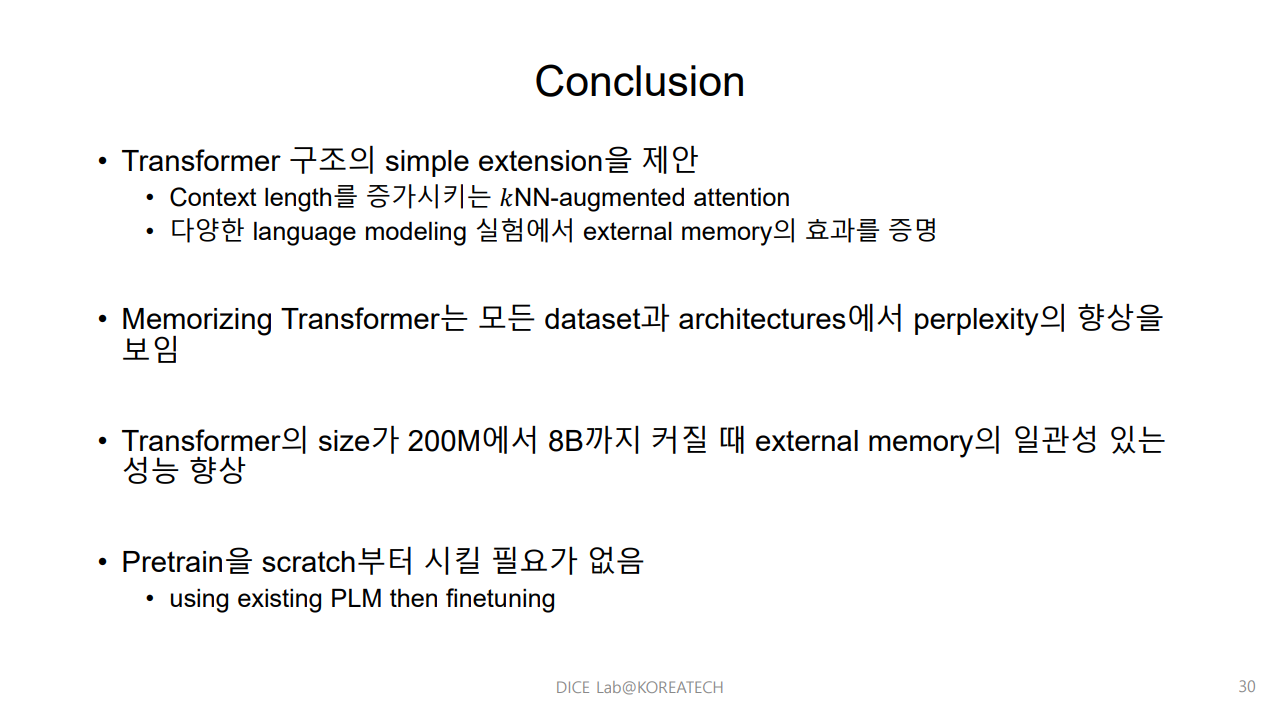 Conclusion
• Transformer 구조의 simple extension을 제안
• Context length를 증가시키는 𝑘NN-augmented attention
• 다양한 language modeling 실험에서 external memory의 효과를 증명
• Memorizing Transformer는 모든 dataset과 architectures에서 perplexity의 향상을
보임
• Transformer의 size가 200M에서 8B까지 커질 때 external memory의 일관성 있는
성능 향상
• Pretrain을 scratch부터 시킬 필요가 없음
• using existing PLM then finetuning
DICE Lab@KOREATECH
30